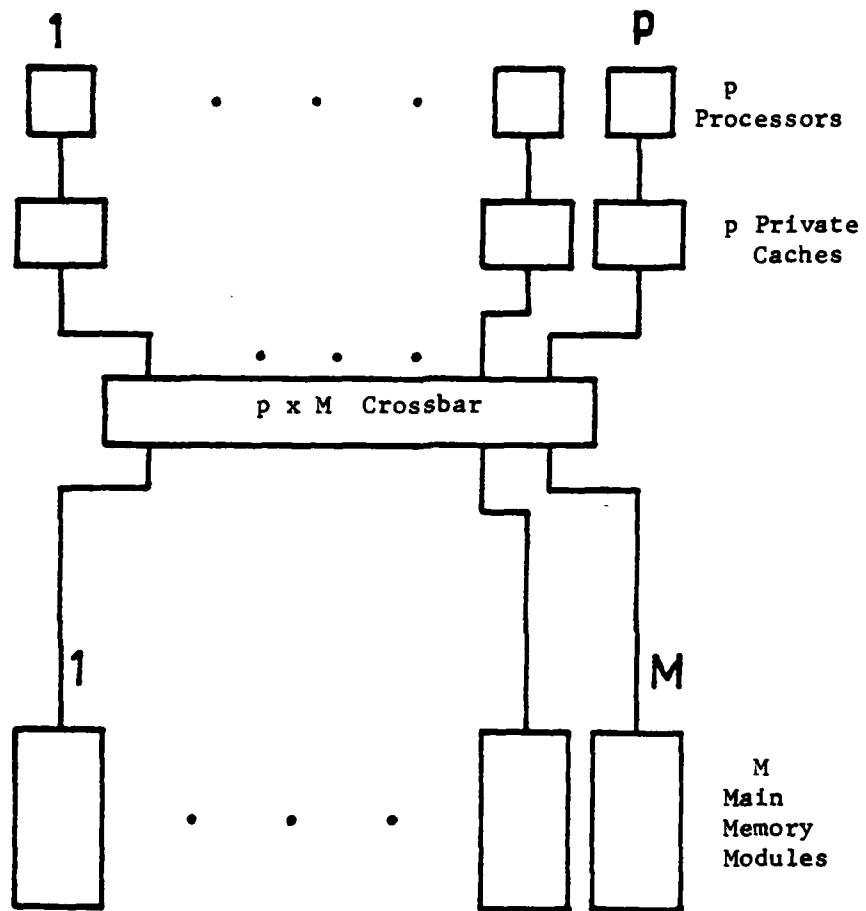 1
p
p
Processors
p Private
Caches
p x M Crossbar
1
M
M
Main
Memory
Modules